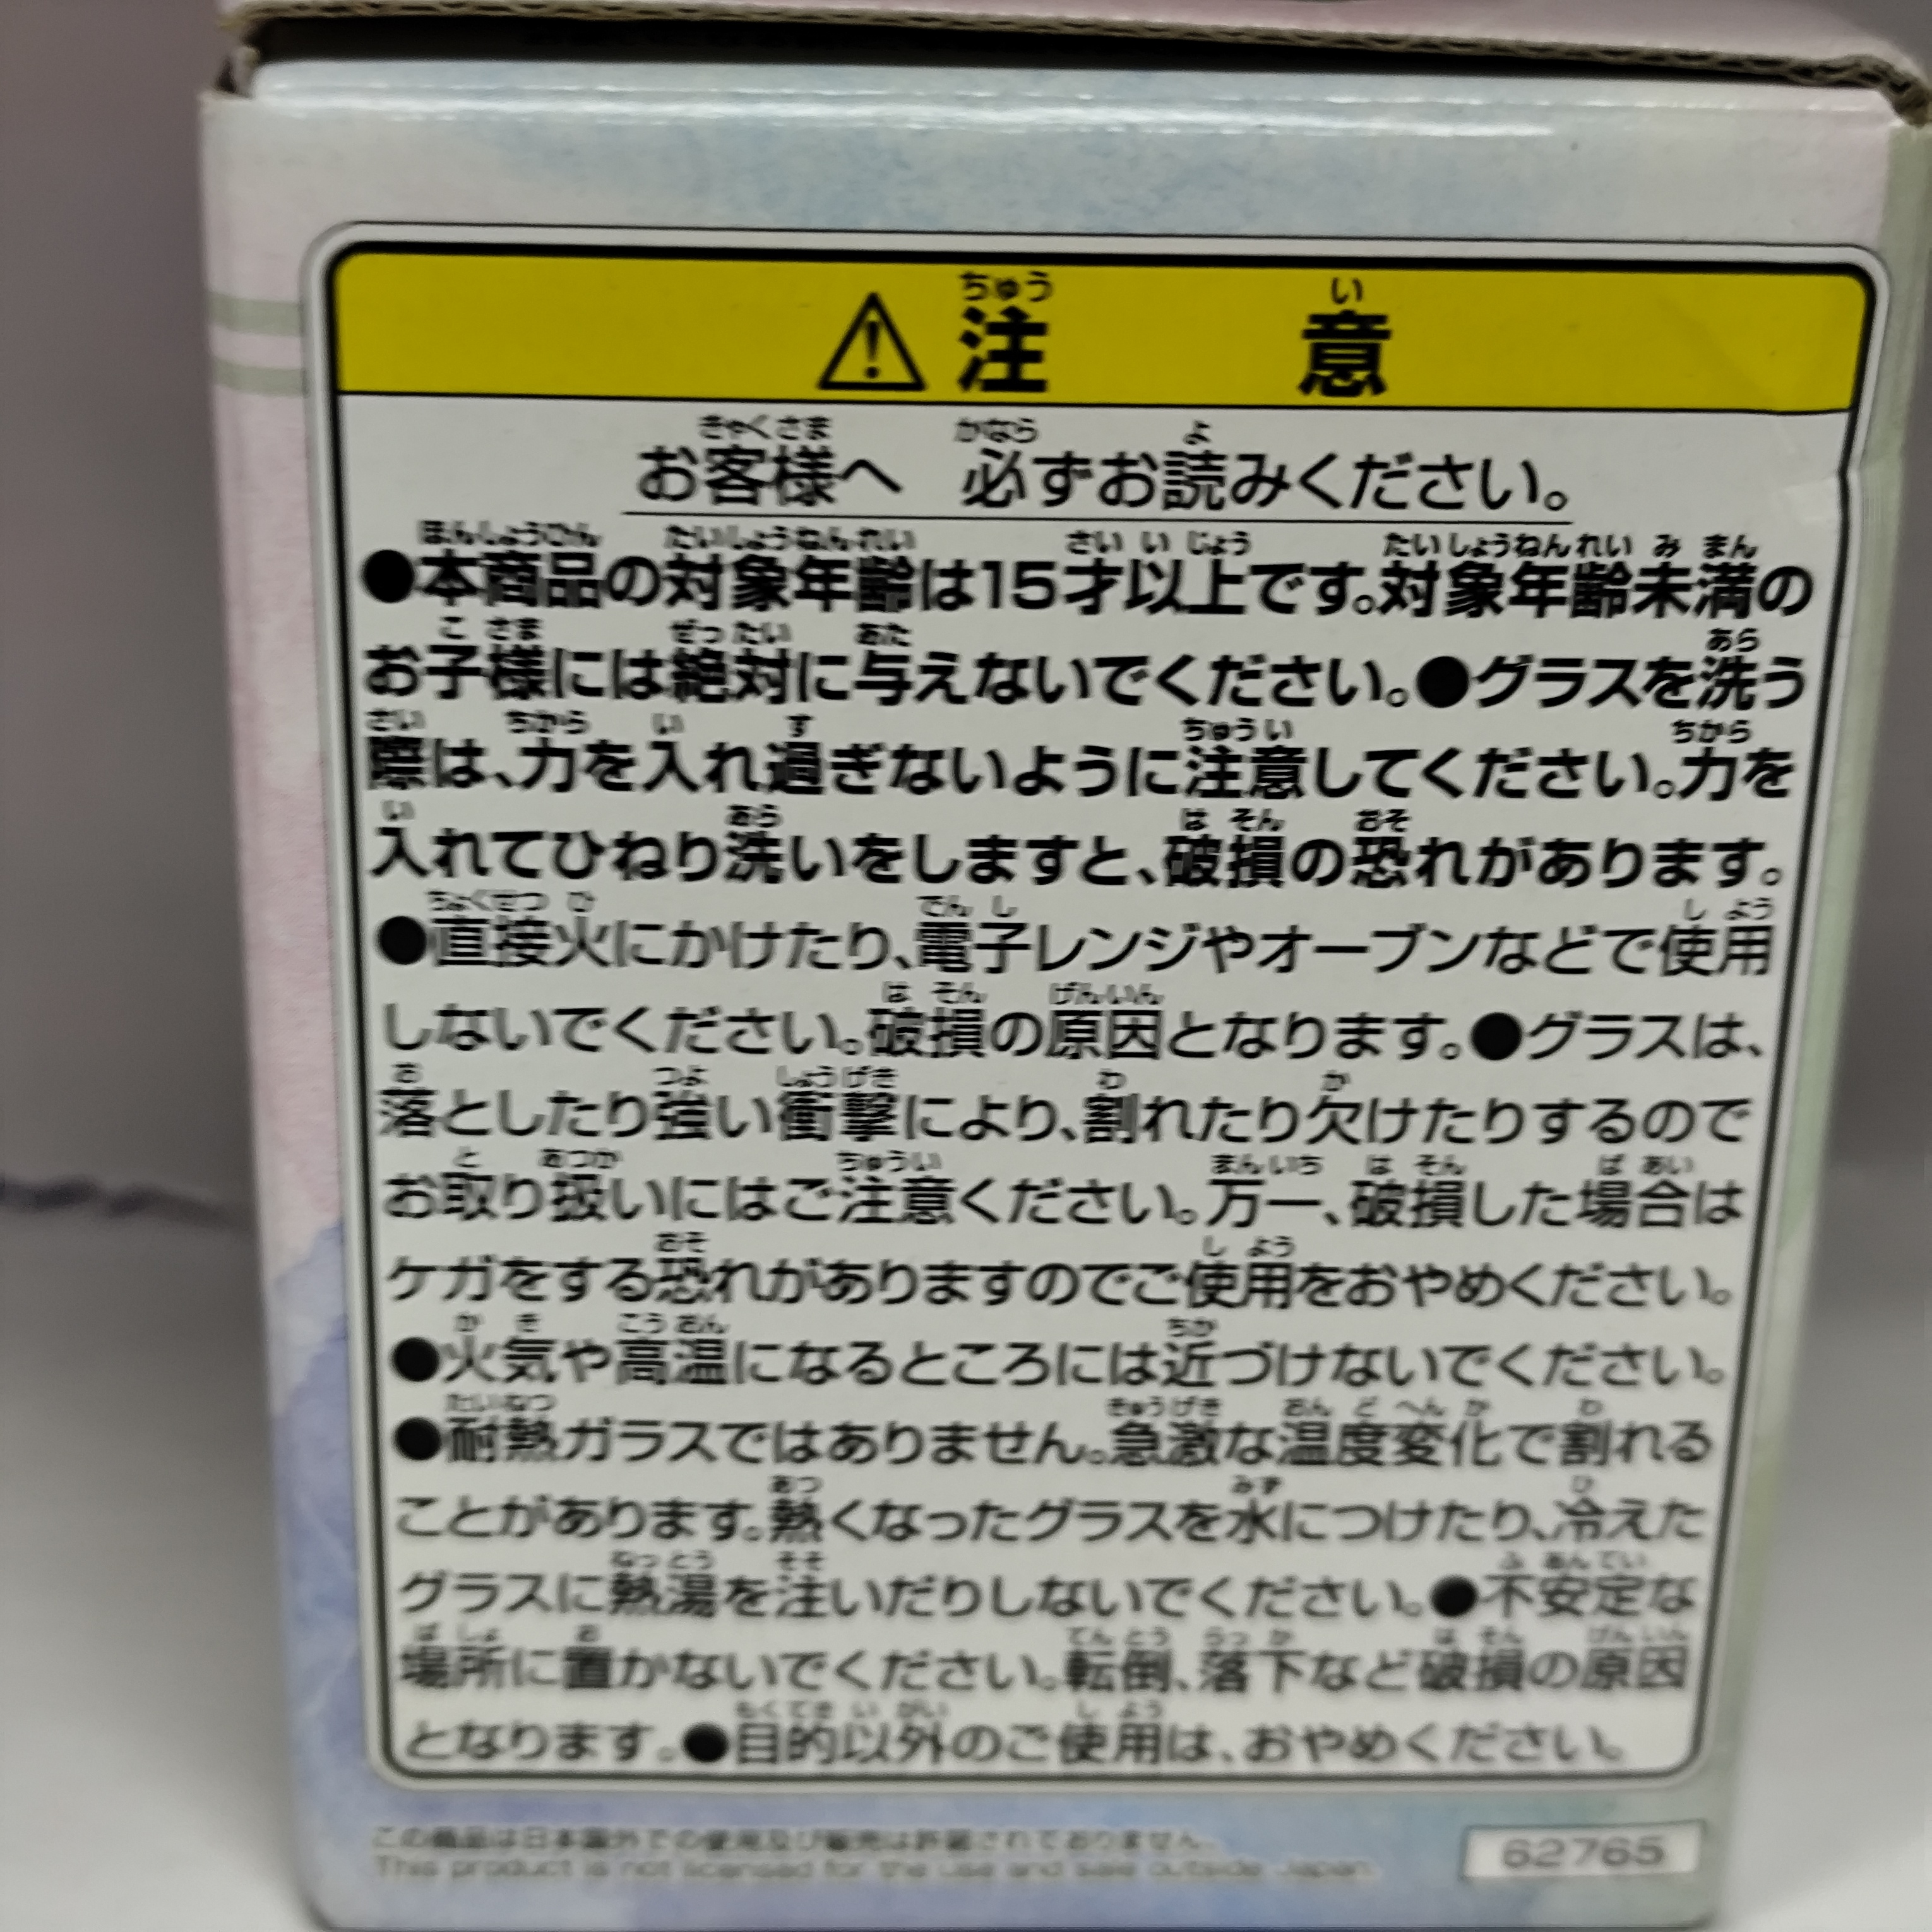 ⚠注意
お客様へ 必ずお読みください。
●本商品の対象年齢は15才以上です。対象年齢未満の
お子様には絶対に与えないでください。●グラスを洗う
際は、力を入れ過ぎないように注意してください。力を
入れてひねり洗いをしますと、破損の恐れがあります。
●直接火にかけたり、電子レンジやオーブンなどで使用
しないでください。破損の原因となります。●グラスは、
落としたり強い衝撃により、割れたり欠けたりするので
お取り扱いにはご注意ください。万一、破損した場合は
ケガをする恐れがありますのでご使用をおやめください。
●火気や高温になるところには近づけないでください。
●耐熱ガラスではありません。急激な温度変化で割れる
ことがあります。熱くなったグラスを水につけたり、冷えた
グラスに熱湯を注いだりしないでください。●不安定な
場所に置かないでください。転倒、落下など破損の原因
となります。●目的以外のご使用は、おやめください。
この商品は日本国外での使用及び販売は許諾されておりません。
This product is not licensed for the use and sale outside Japan.
62765